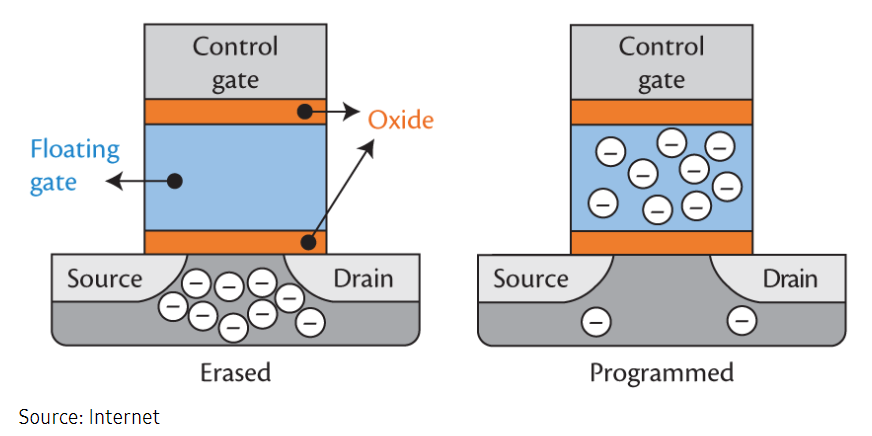 Control
gate
Oxide
Floating
gate
Source
Drain
Erased
Control
gate
Source
Drain
Programmed
Source: Internet